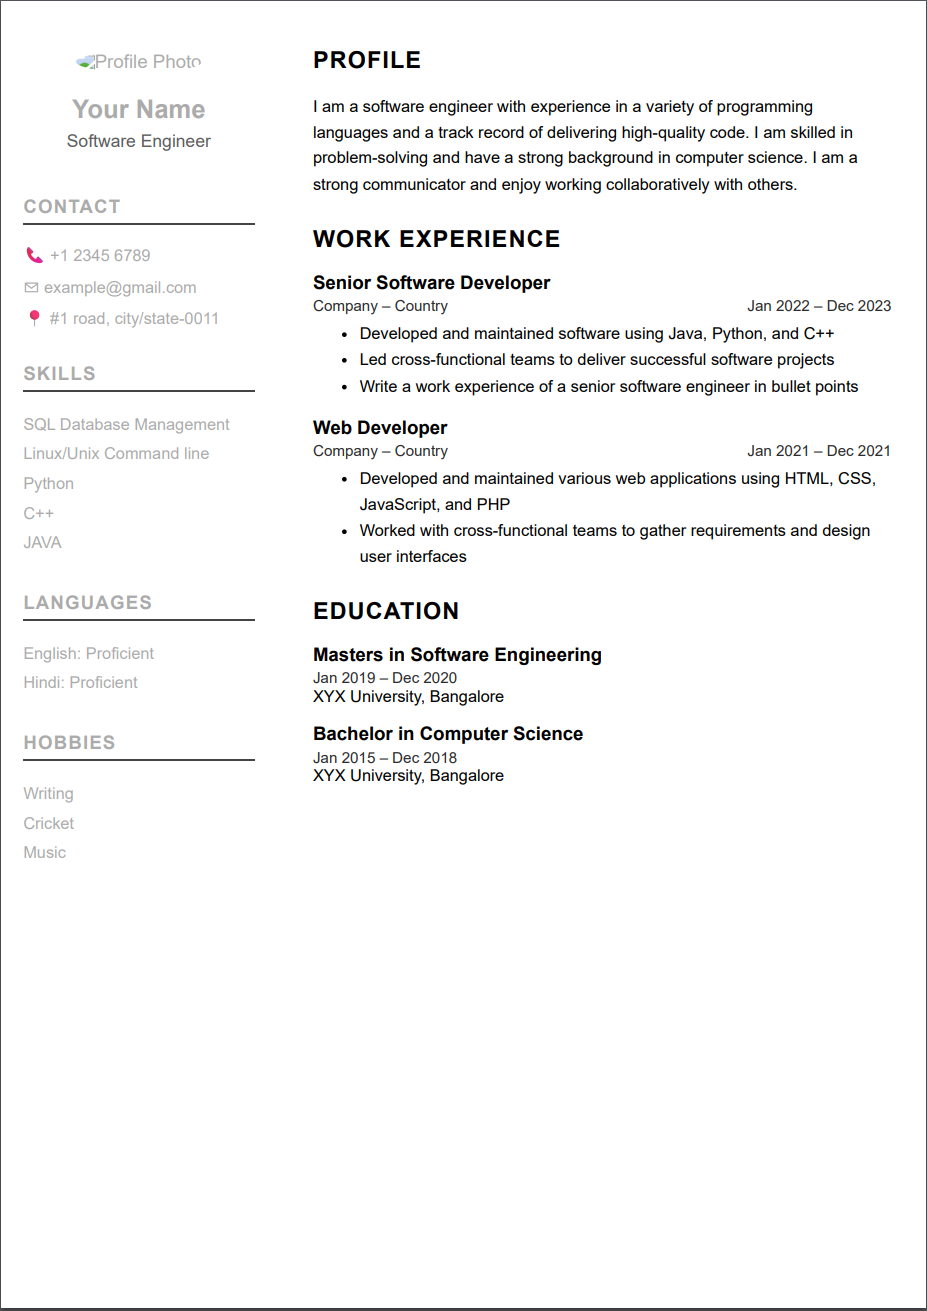 Profile Photo
Your Name
Software Engineer
CONTACT
+1 2345 6789
example@gmail.com
#1 road, city/state-0011
SKILLS
SQL Database Management
Linux/Unix Command line
Python
C++
JAVA
LANGUAGES
English: Proficient
Hindi: Proficient
HOBBIES
Writing
Cricket
Music
PROFILE
I am a software engineer with experience in a variety of programming
languages and a track record of delivering high-quality code. I am skilled in
problem-solving and have a strong background in computer science. I am a
strong communicator and enjoy working collaboratively with others.
WORK EXPERIENCE
Senior Software Developer
Company – Country Jan 2022 – Dec 2023
• Developed and maintained software using Java, Python, and C++
• Led cross-functional teams to deliver successful software projects
• Write a work experience of a senior software engineer in bullet points
Web Developer
Company – Country Jan 2021 – Dec 2021
• Developed and maintained various web applications using HTML, CSS,
JavaScript, and PHP
• Worked with cross-functional teams to gather requirements and design
user interfaces
EDUCATION
Masters in Software Engineering
Jan 2019 – Dec 2020
XYX University, Bangalore
Bachelor in Computer Science
Jan 2015 – Dec 2018
XYX University, Bangalore